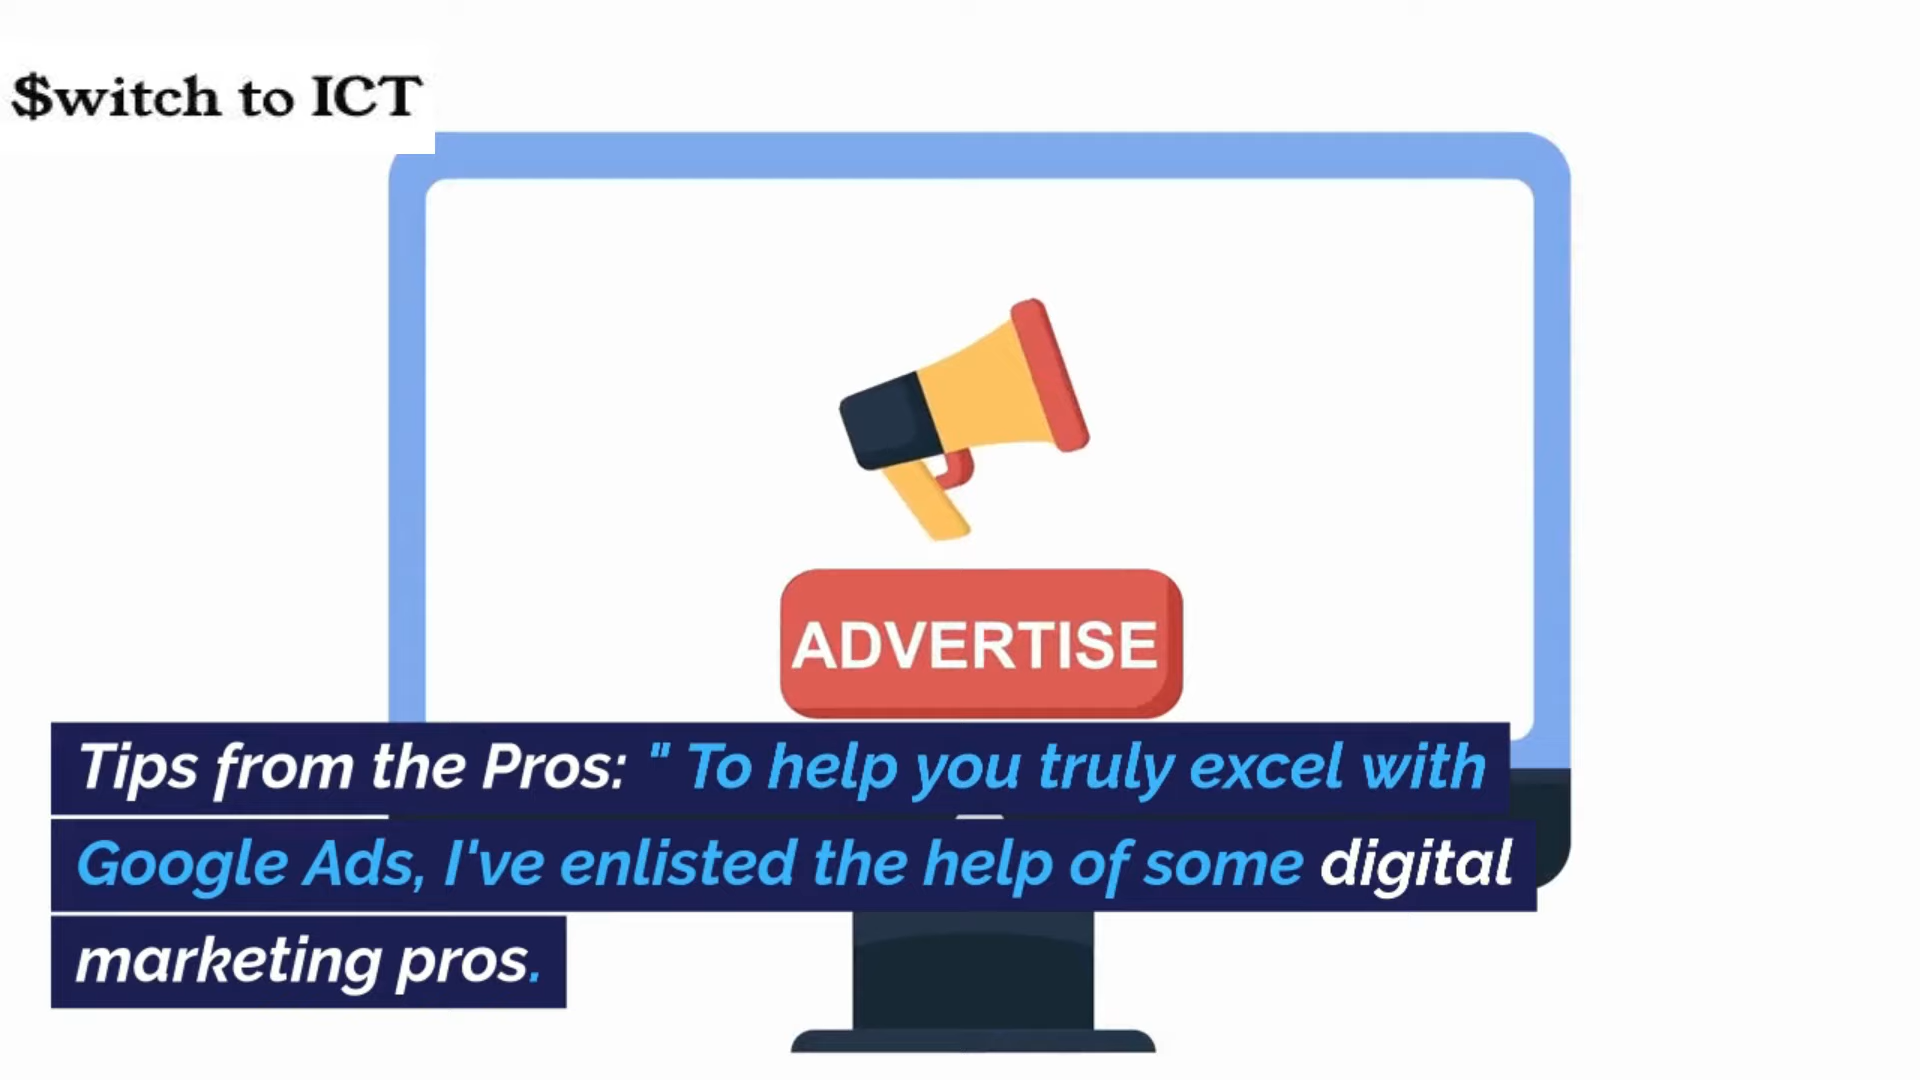 $witch to ICT
ADVERTISE
Tips from the Pros: " To help you truly excel with
Google Ads, I've enlisted the help of some digital
marketing pros.